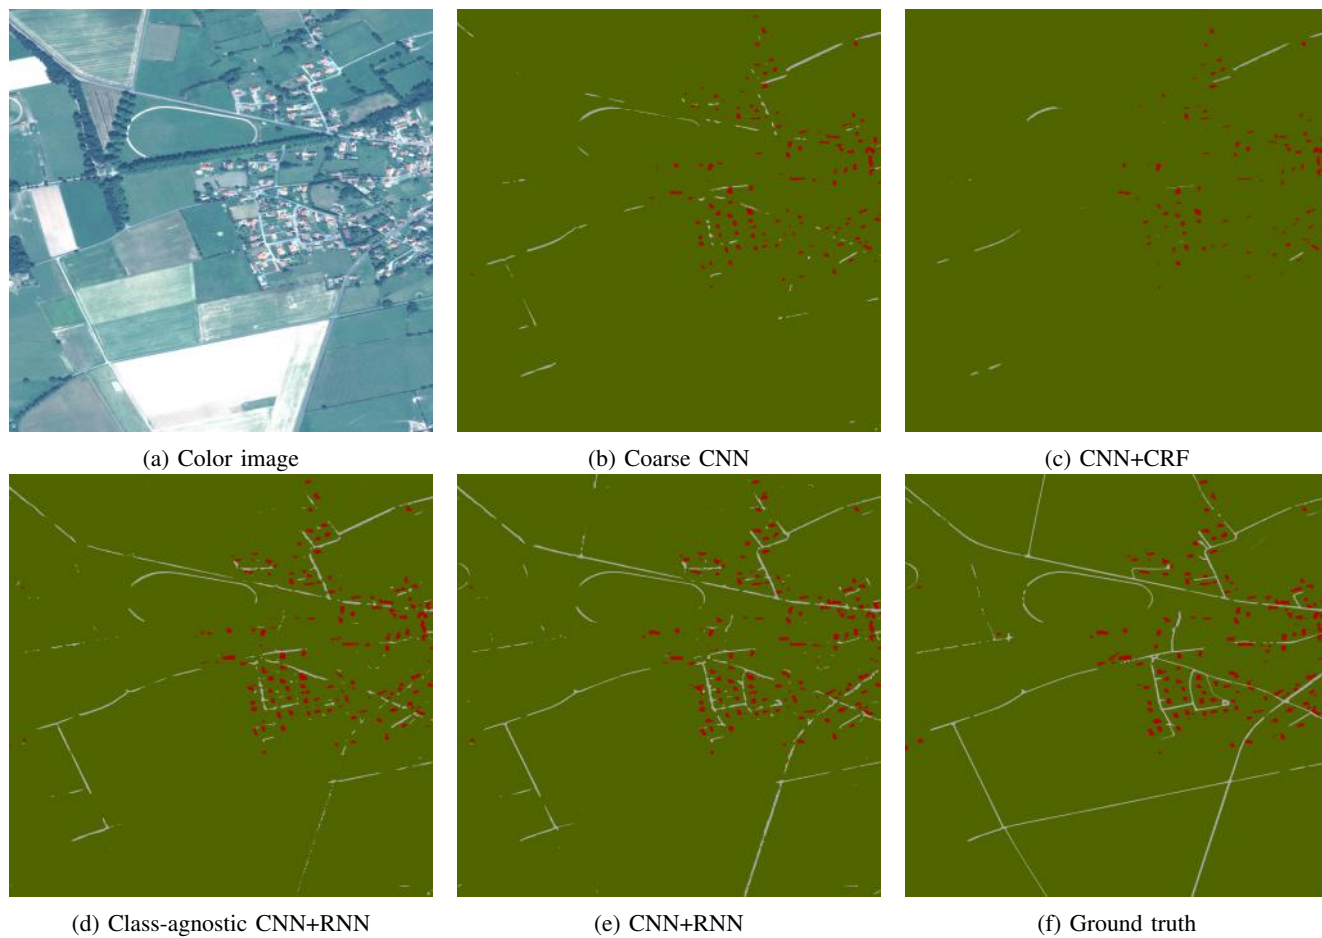 (a) Color image
(b) Coarse CNN
(c) CNN+CRF
(d) Class-agnostic CNN+RNN
(e) CNN+RNN
(f) Ground truth